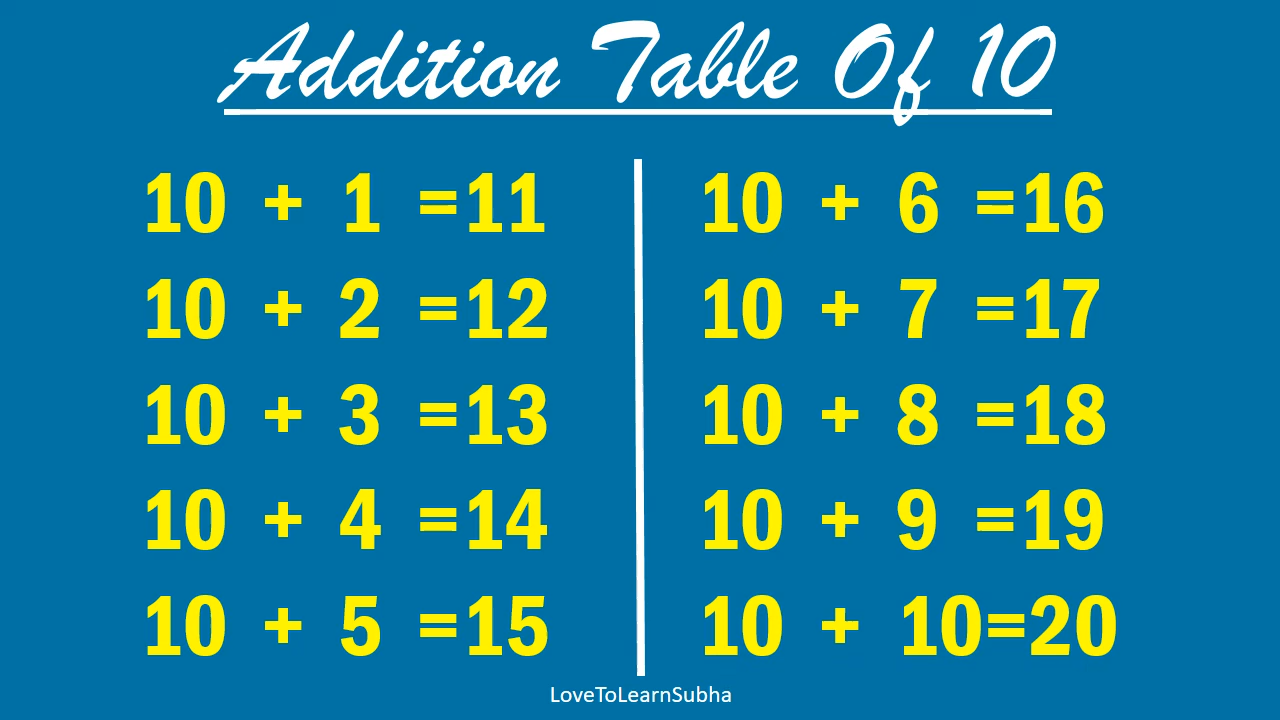 Addition Table Of 10
10 + 1 =11
10 + 2 =12
10 + 3 =13
10 + 4 =14
10 + 5 =15
10 + 6 =16
10 + 7 =17
10 + 8 =18
10 + 9 =19
10 + 10=20
LoveToLearnSubha